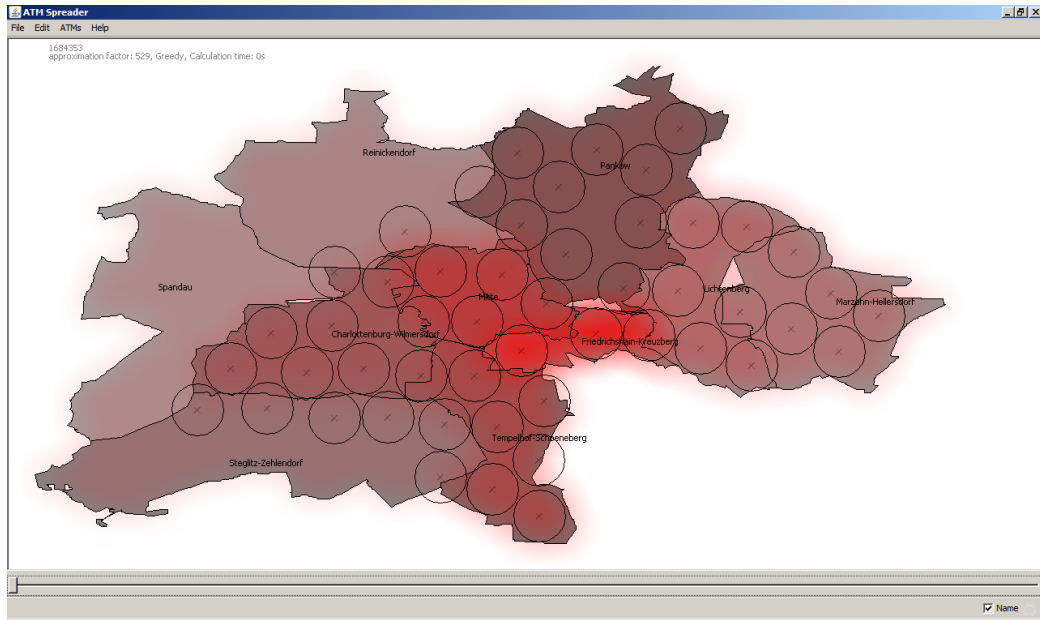 ATM Spreader
File Edit ATMs Help
1684353
approximation factor: 529, Greedy, Calculation time: 0s
Reinickendorf
Pankow
Spandau
Mitte
Lichtenberg
Marzahn-Hellersdorf
Charlottenburg-Wilmersdorf
Friedrichshain-Kreuzberg
Tempelhof-Schoeneberg
Steglitz-Zehlendorf
Name